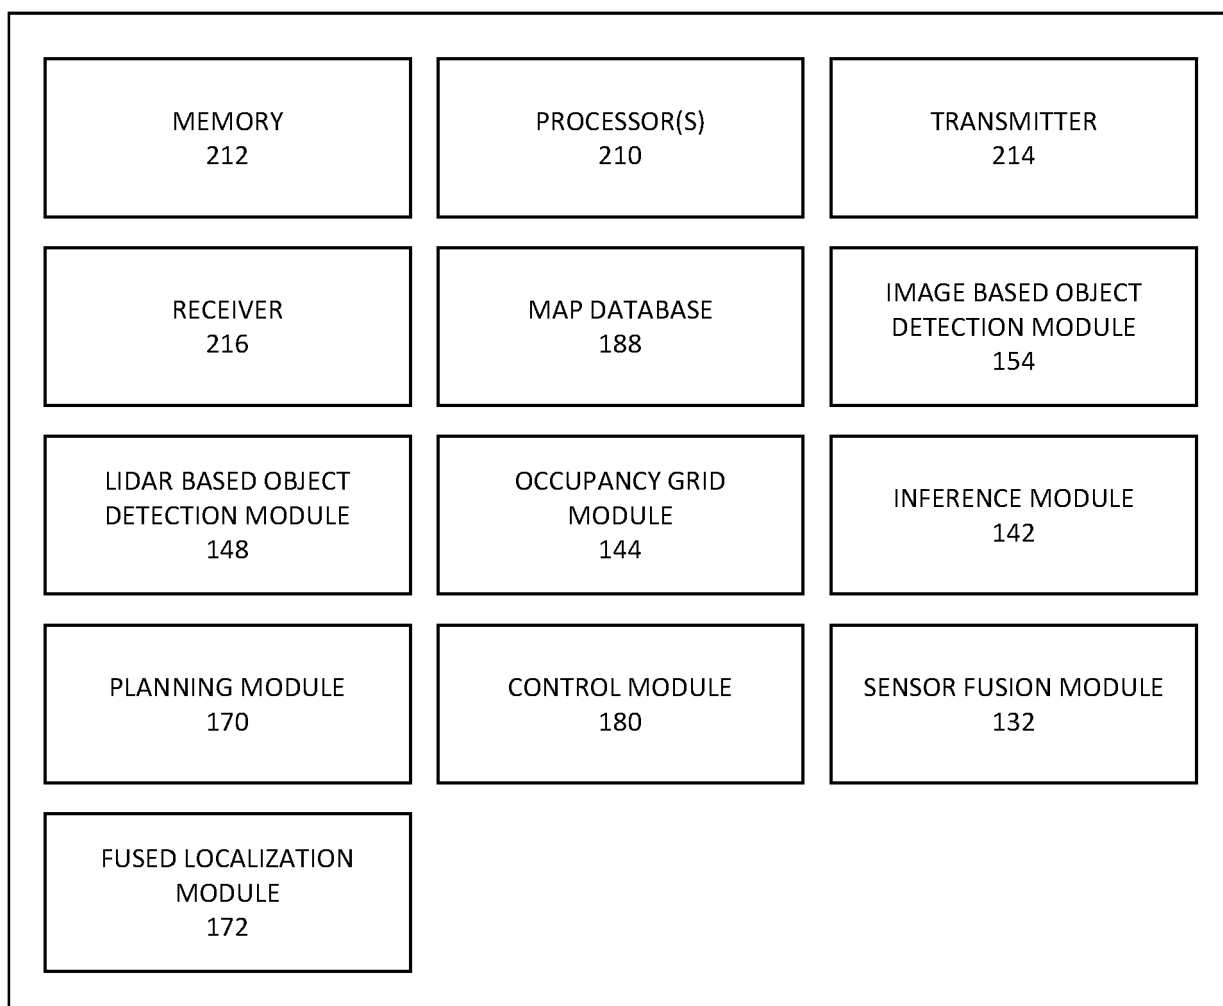 MEMORY
212
PROCESSOR(S)
210
TRANSMITTER
214
RECEIVER
216
MAP DATABASE
188
IMAGE BASED OBJECT
DETECTION MODULE
154
LIDAR BASED OBJECT
DETECTION MODULE
148
OCCUPANCY GRID
MODULE
144
INFERENCE MODULE
142
PLANNING MODULE
170
CONTROL MODULE
180
SENSOR FUSION MODULE
132
FUSED LOCALIZATION
MODULE
172